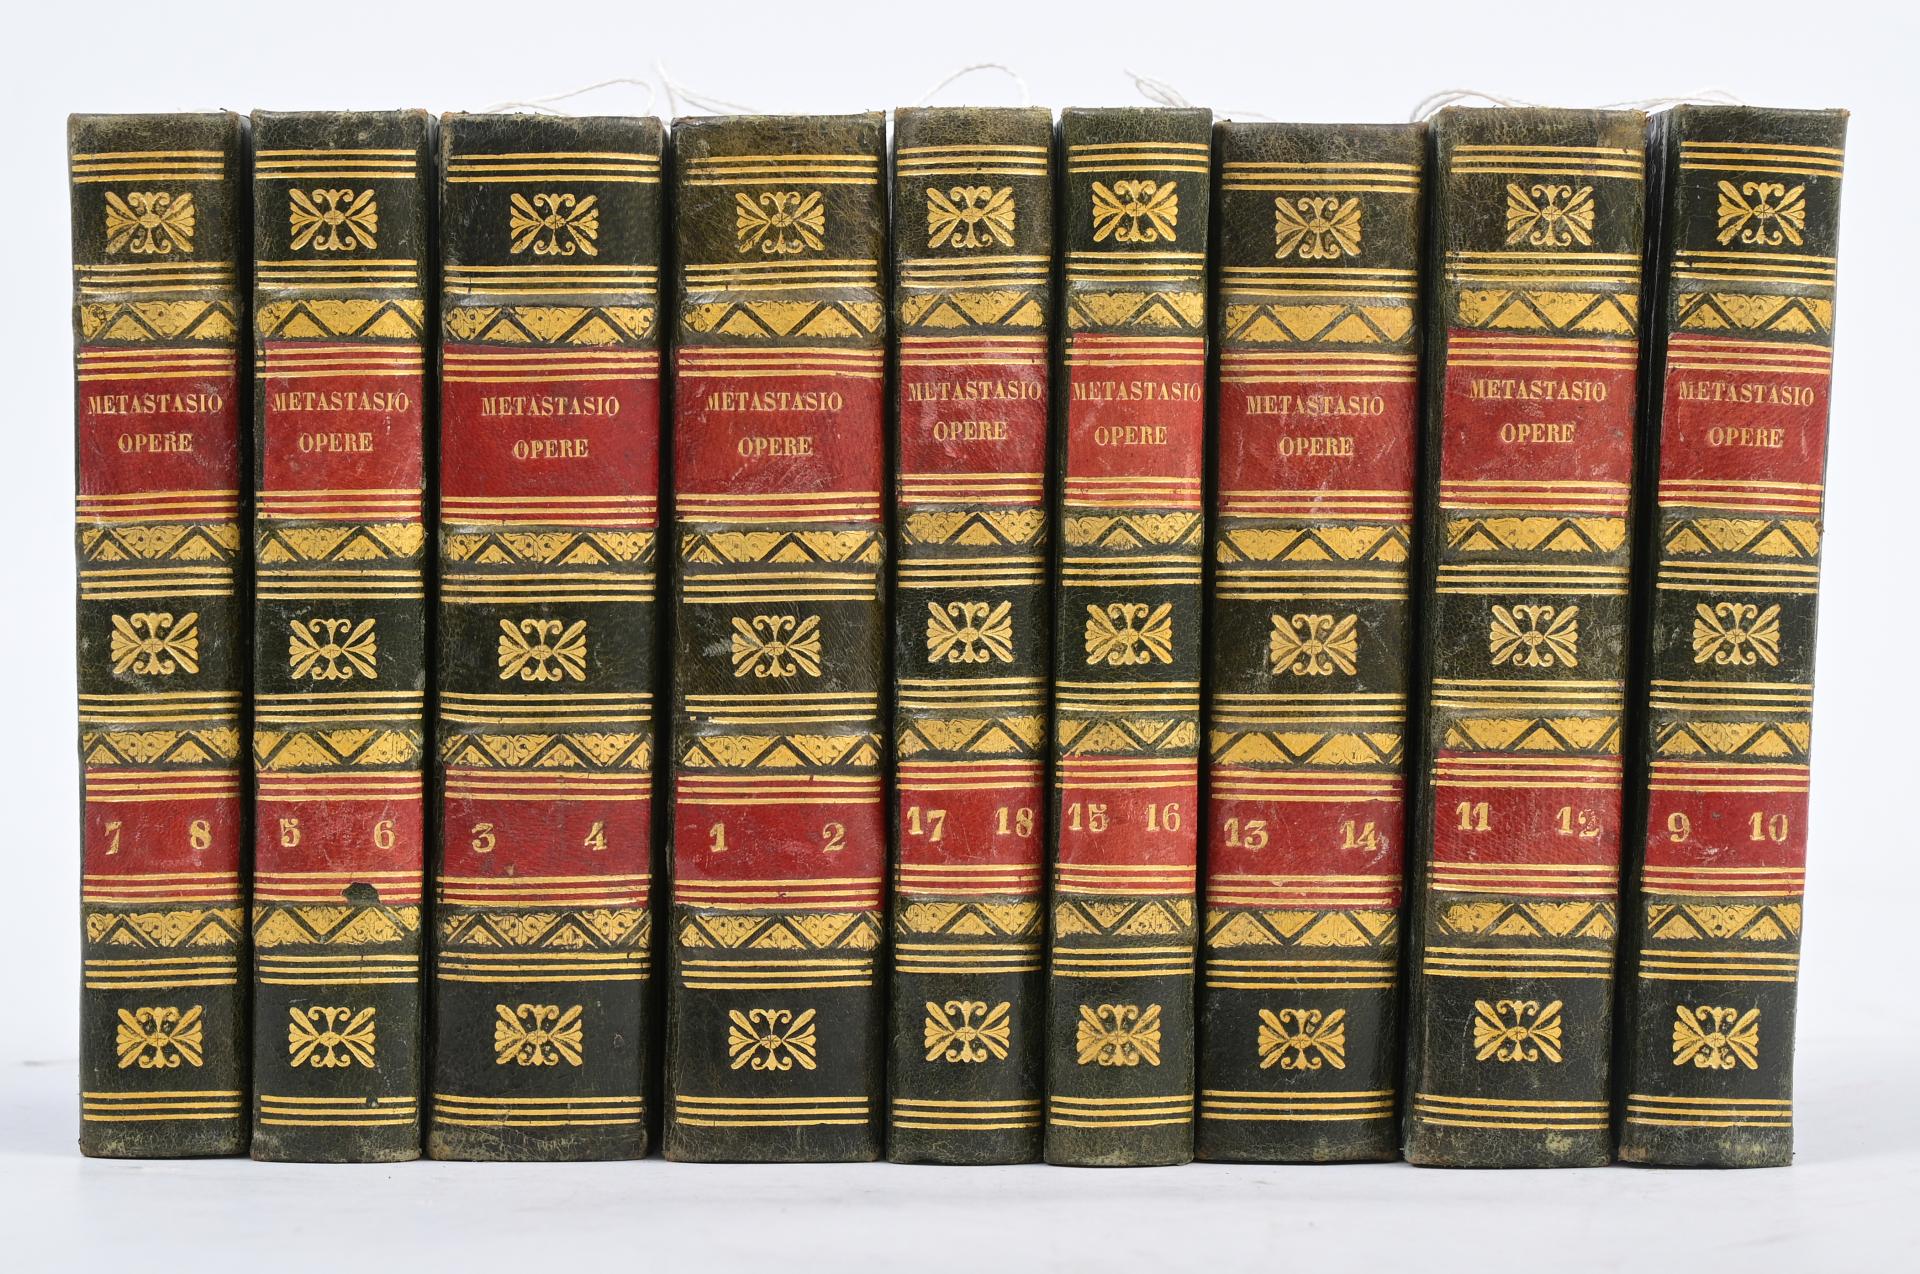 METASTASIO
OPERE
7 8
METASTASIO
OPERE
5 6
METASTASIO
OPERE
3 4
METASTASIO
OPERE
1 2
METASTASIO
OPERE
17 18
METASTASIO
OPERE
15 16
METASTASIO
OPERE
13 14
METASTASIO
OPERE
11 12
METASTASIO
OPERE
9 10